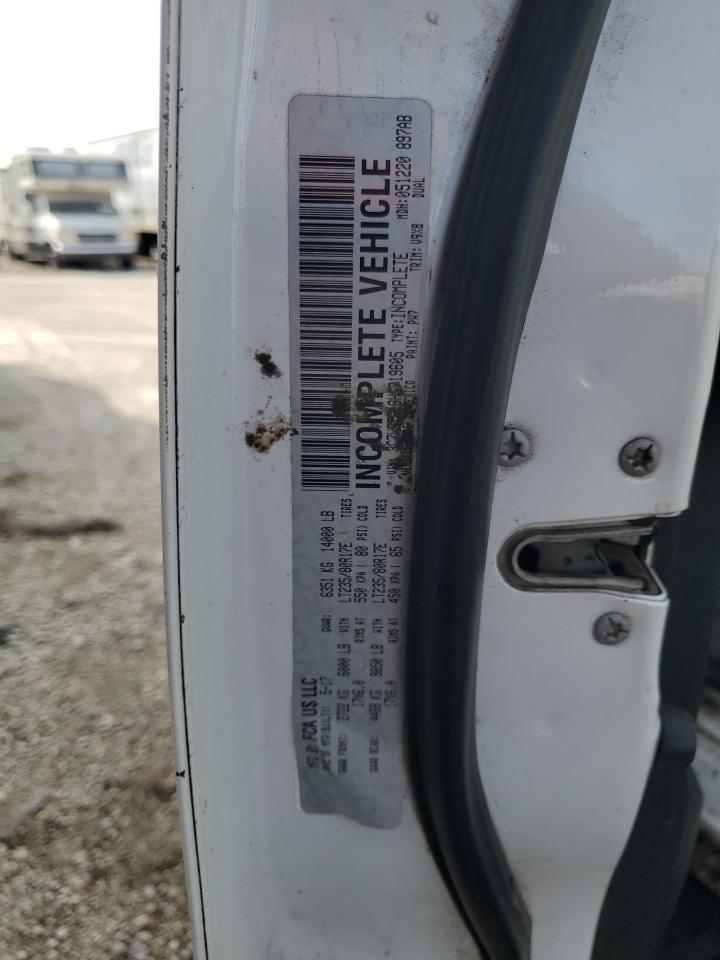 MFD BY FCA US LLC
DATE OF MFR(BUILT): 5-17 GVWR: 6351 KG 14000 LB
GAWR FRONT: 2722 KG 6000 LB WITH LT235/80R17E TIRES,
17X6.0 RIMS AT 550 KPA( 80 PSI) COLD
GAWR REAR: 4468 KG 9850 LB WITH LT235/80R17E TIRES,
17X6.0 RIMS AT 450 KPA( 65 PSI) COLD
INCOMPLETE VEHICLE
VIN: TYPE:INCOMPLETE MDH:051220 897AB
PAINT: PW7 TRIM: V9X8 DUAL